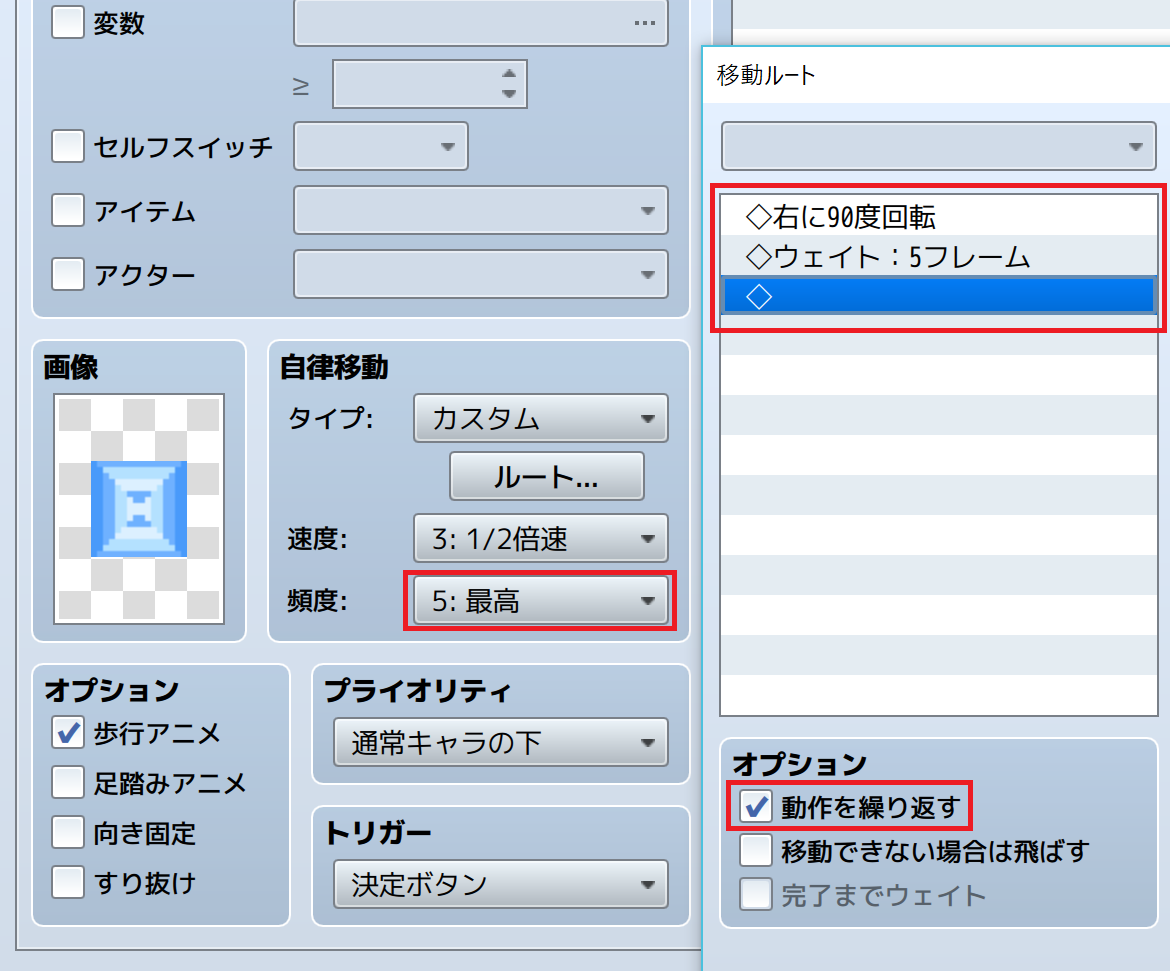 変数
...
≥
セルフスイッチ
アイテム
アクター
画像
自律移動
タイプ:
カスタム
ルート...
速度:
3: 1/2倍速
頻度:
5: 最高
オプション
歩行アニメ
足踏みアニメ
向き固定
すり抜け
プライオリティ
通常キャラの下
トリガー
決定ボタン
移動ルート
◇右に90度回転
◇ウェイト：5フレーム
◇
オプション
動作を繰り返す
移動できない場合は飛ばす
完了までウェイト